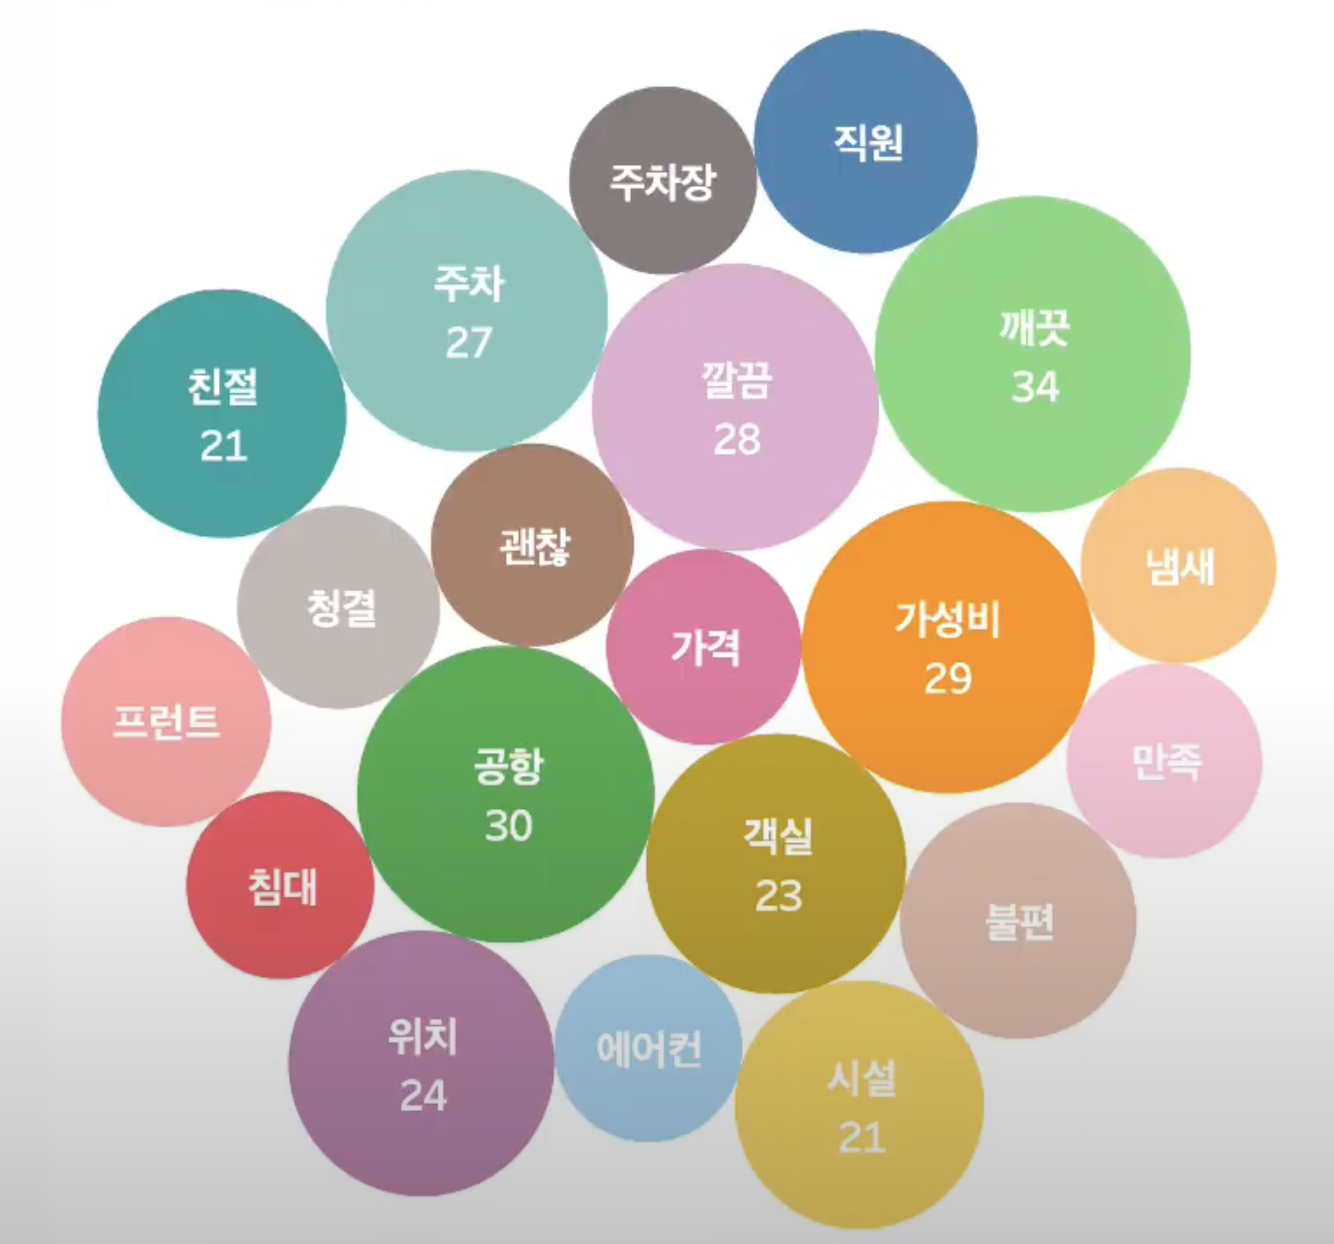 직원
주차장
주차
27
깨끗
34
깔끔
28
친절
21
괜찮
냄새
청결
가성비
29
가격
프런트
만족
공항
30
객실
23
침대
불편
위치
24
에어컨
시설
21